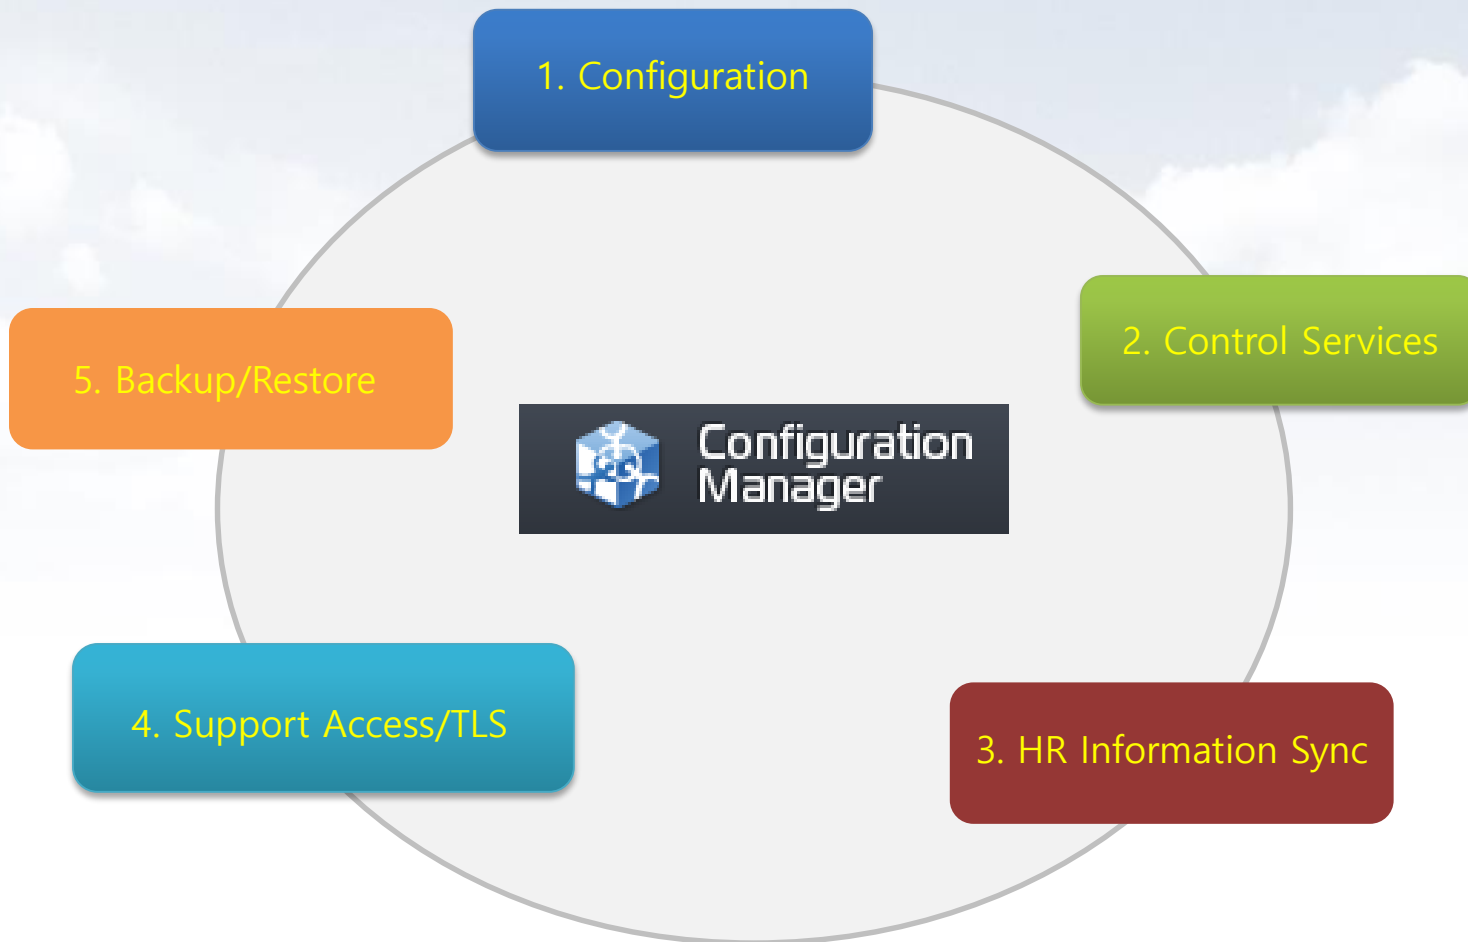 1. Configuration
2. Control Services
5. Backup/Restore
Configuration
Manager
4. Support Access/TLS
3. HR Information Sync